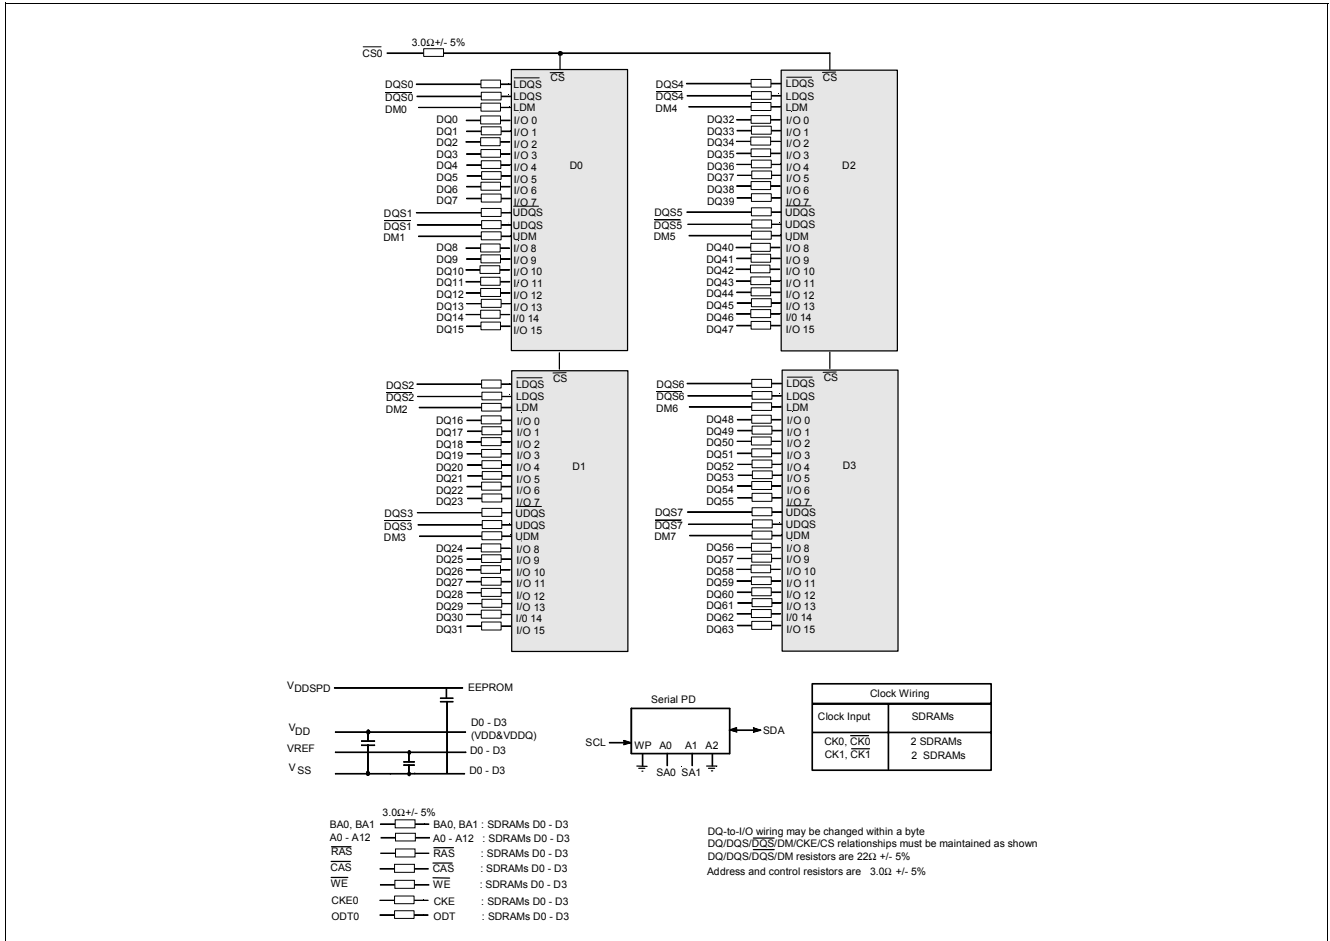 3.0Ω+/- 5%
CS0
CS
CS
DQS0 LDQS
DQS0 LDQS
DM0 LDM
DQ0 I/O 0
DQ1 I/O 1
DQ2 I/O 2
DQ3 I/O 3
DQ4 I/O 4
DQ5 I/O 5
DQ6 I/O 6
DQ7 I/O 7
D0
DQS1 UDQS
DQS1 UDQS
DM1 UDM
DQ8 I/O 8
DQ9 I/O 9
DQ10 I/O 10
DQ11 I/O 11
DQ12 I/O 12
DQ13 I/O 13
DQ14 I/0 14
DQ15 I/O 15
DQS4 LDQS
DQS4 LDQS
DM4 LDM
DQ32 I/O 0
DQ33 I/O 1
DQ34 I/O 2
DQ35 I/O 3
DQ36 I/O 4
DQ37 I/O 5
DQ38 I/O 6
DQ39 I/O 7
D2
DQS5 UDQS
DQS5 UDQS
DM5 UDM
DQ40 I/O 8
DQ41 I/O 9
DQ42 I/O 10
DQ43 I/O 11
DQ44 I/O 12
DQ45 I/O 13
DQ46 I/0 14
DQ47 I/O 15
CS
DQS2 LDQS
DQS2 LDQS
DM2 LDM
DQ16 I/O 0
DQ17 I/O 1
DQ18 I/O 2
DQ19 I/O 3
DQ20 I/O 4
DQ21 I/O 5
DQ22 I/O 6
DQ23 I/O 7
D1
DQS3 UDQS
DQS3 UDQS
DM3 UDM
DQ24 I/O 8
DQ25 I/O 9
DQ26 I/O 10
DQ27 I/O 11
DQ28 I/O 12
DQ29 I/O 13
DQ30 I/0 14
DQ31 I/O 15
CS
DQS6 LDQS
DQS6 LDQS
DM6 LDM
DQ48 I/O 0
DQ49 I/O 1
DQ50 I/O 2
DQ51 I/O 3
DQ52 I/O 4
DQ53 I/O 5
DQ54 I/O 6
DQ55 I/O 7
D3
DQS7 UDQS
DQS7 UDQS
DM7 UDM
DQ56 I/O 8
DQ57 I/O 9
DQ58 I/O 10
DQ59 I/O 11
DQ60 I/O 12
DQ61 I/O 13
DQ62 I/0 14
DQ63 I/O 15
VDDSPD EEPROM
VDD D0 - D3
(VDD&VDDQ)
VREF D0 - D3
VSS D0 - D3
Serial PD
SCL WP A0 A1 A2 SDA
SA0 SA1
Clock Wiring
Clock Input SDRAMs
CK0, CK0 2 SDRAMs
CK1, CK1 2 SDRAMs
3.0Ω+/- 5%
BA0, BA1 BA0, BA1 : SDRAMs D0 - D3
A0 - A12 A0 - A12 : SDRAMs D0 - D3
RAS RAS : SDRAMs D0 - D3
CAS CAS : SDRAMs D0 - D3
WE WE : SDRAMs D0 - D3
CKE0 CKE : SDRAMs D0 - D3
ODT0 ODT : SDRAMs D0 - D3
DQ-to-I/O wiring may be changed within a byte
DQ/DQS/DQS/DM/CKE/CS relationships must be maintained as shown
DQ/DQS/DQS/DM resistors are 22Ω +/- 5%
Address and control resistors are 3.0Ω +/- 5%